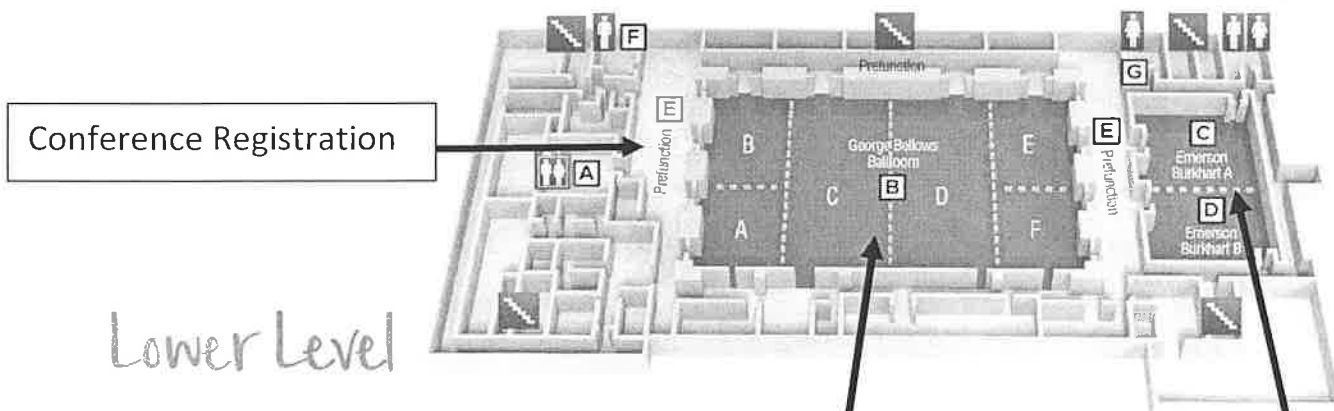 F
Prefunction
G
Conference Registration
E
Prefunction
A
B
George Bellows
Ballroom
B
C
D
E
A
F
E
Prefunction
C
Emerson
Burkhart A
D
Emerson
Burkhart B
Lower Level